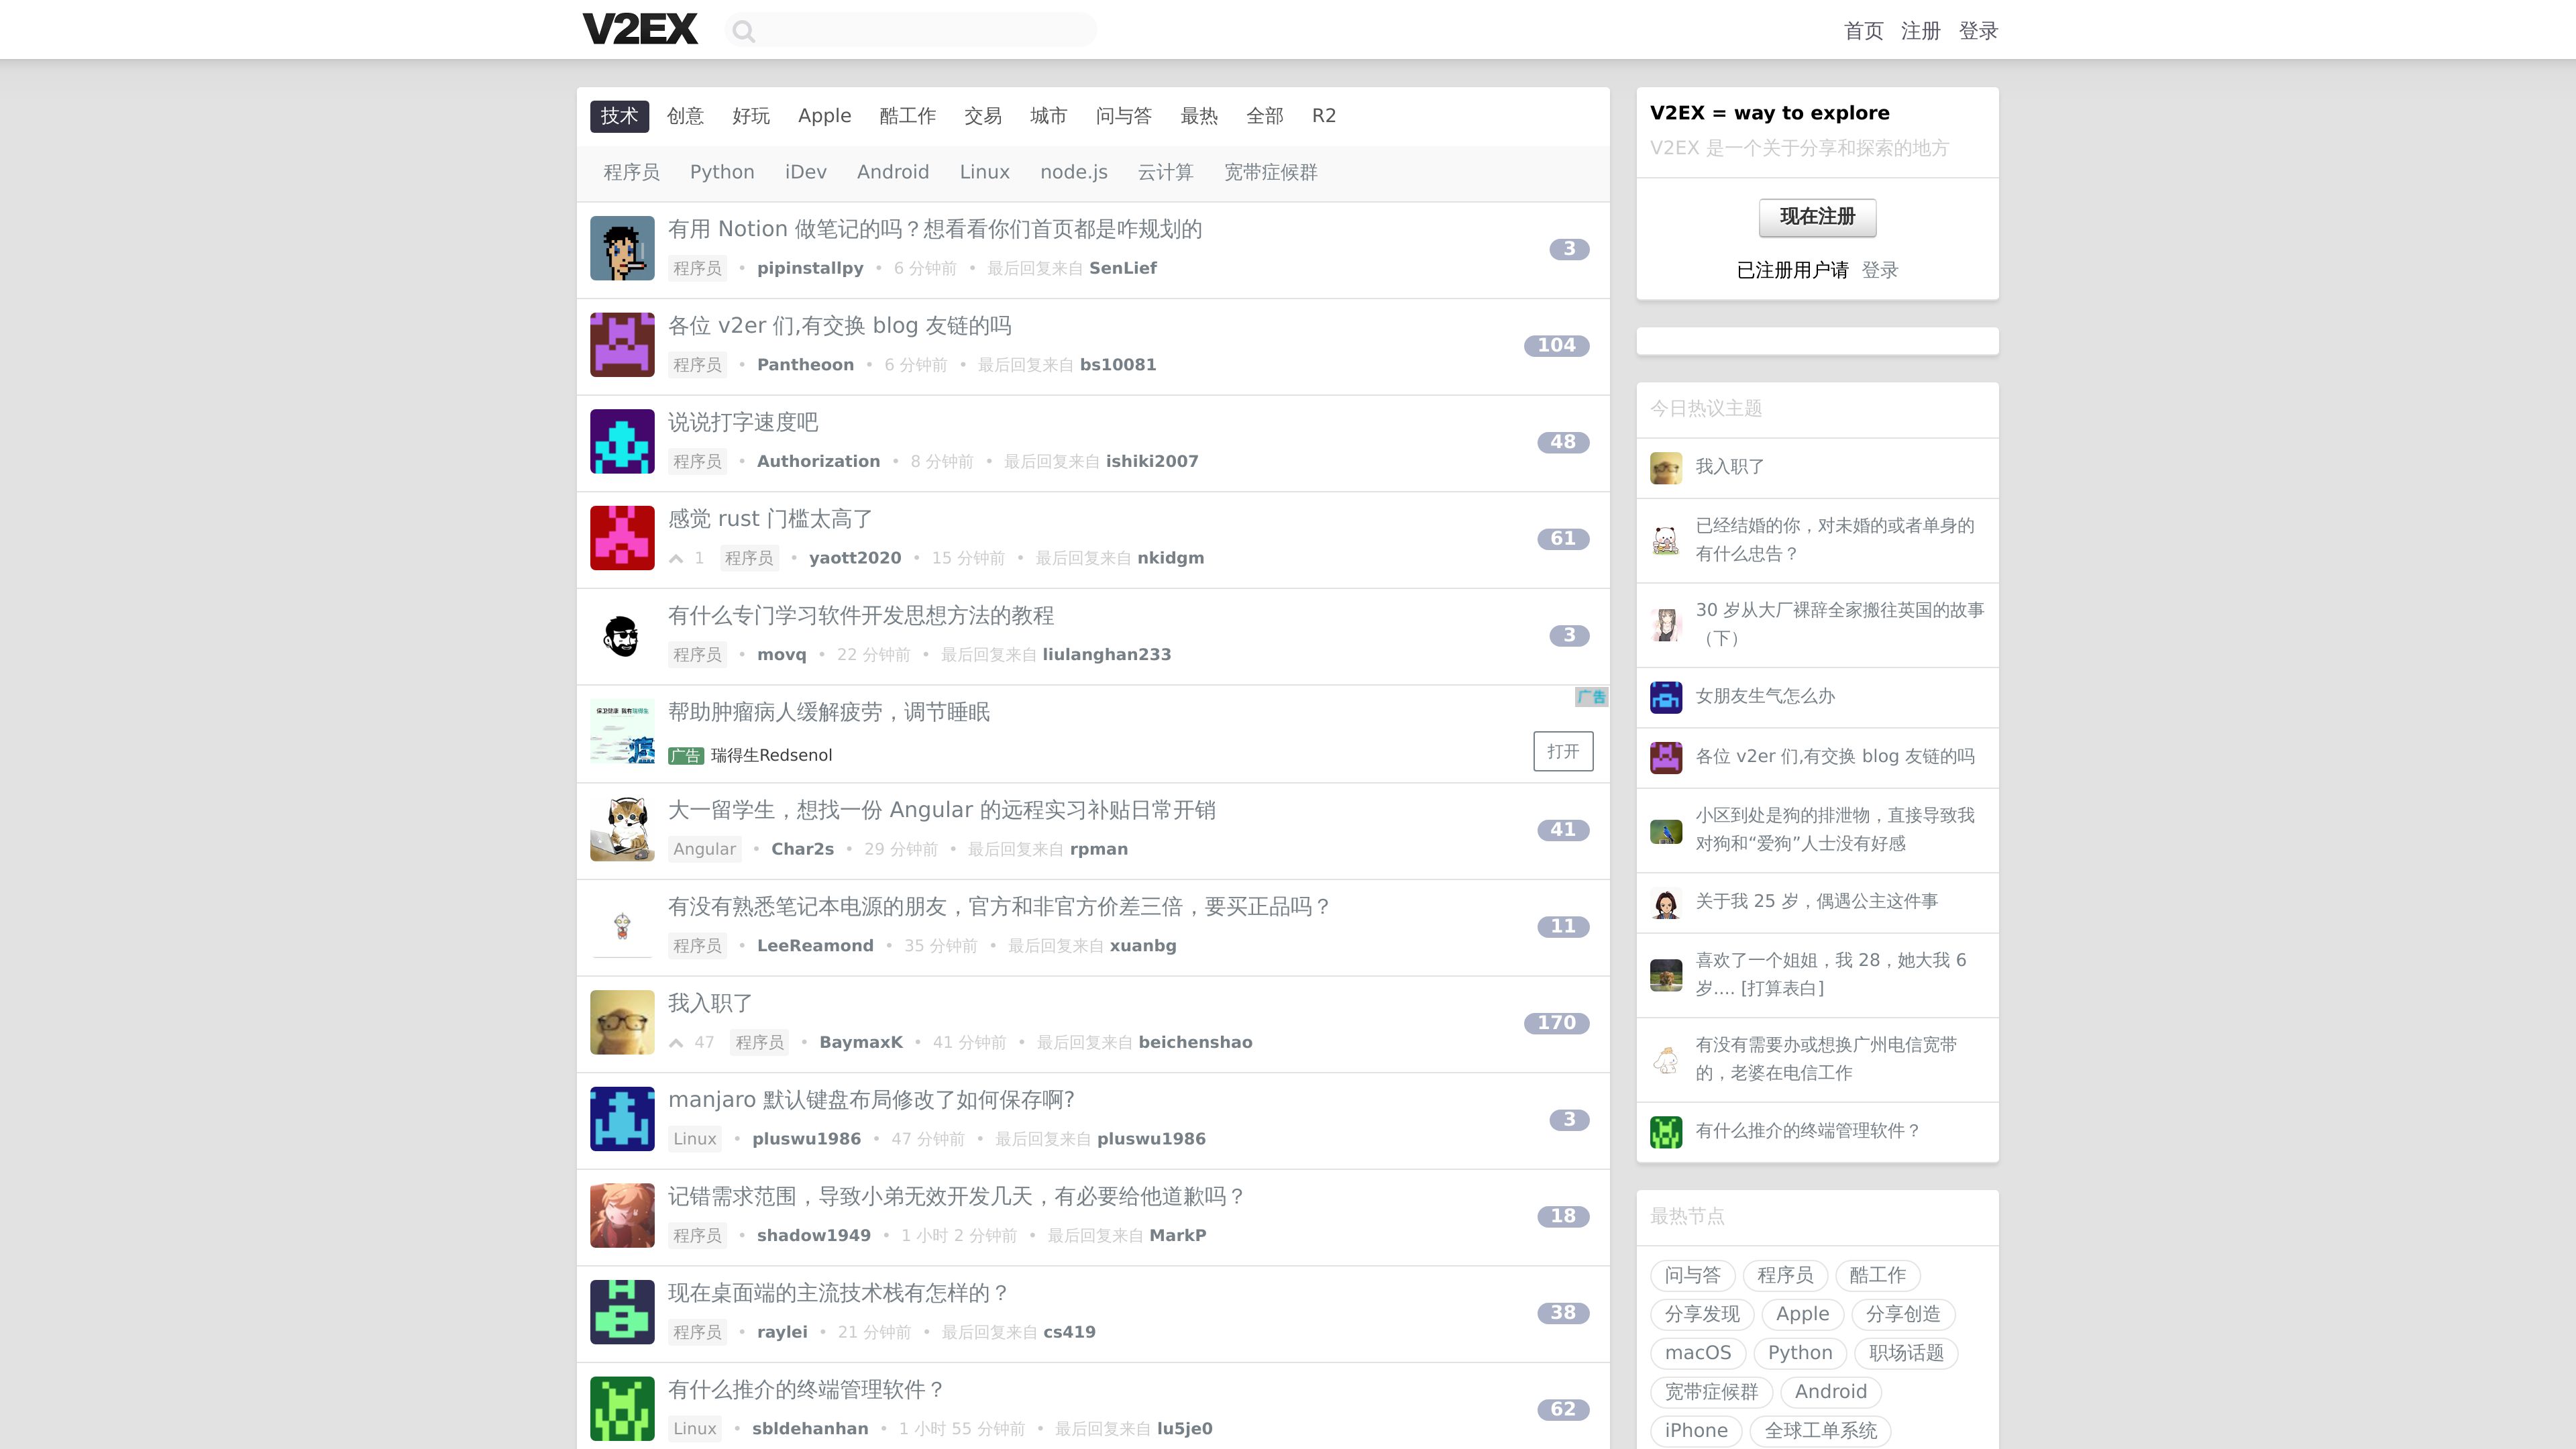 V2EX
首页 注册 登录
技术 创意 好玩 Apple 酷工作 交易 城市 问与答 最热 全部 R2
程序员 Python iDev Android Linux node.js 云计算 宽带症候群
有用 Notion 做笔记的吗？想看看你们首页都是咋规划的
3
程序员 • pipinstallpy • 6 分钟前 • 最后回复来自 SenLief
各位 v2er 们,有交换 blog 友链的吗
104
程序员 • Pantheoon • 6 分钟前 • 最后回复来自 bs10081
说说打字速度吧
48
程序员 • Authorization • 8 分钟前 • 最后回复来自 ishiki2007
感觉 rust 门槛太高了
61
1 程序员 • yaott2020 • 15 分钟前 • 最后回复来自 nkidgm
有什么专门学习软件开发思想方法的教程
3
程序员 • movq • 22 分钟前 • 最后回复来自 liulanghan233
广告
帮助肿瘤病人缓解疲劳，调节睡眠
广告 瑞得生Redsenol
打开
大一留学生，想找一份 Angular 的远程实习补贴日常开销
41
Angular • Char2s • 29 分钟前 • 最后回复来自 rpman
有没有熟悉笔记本电源的朋友，官方和非官方价差三倍，要买正品吗？
11
程序员 • LeeReamond • 35 分钟前 • 最后回复来自 xuanbg
我入职了
170
47 程序员 • BaymaxK • 41 分钟前 • 最后回复来自 beichenshao
manjaro 默认键盘布局修改了如何保存啊?
3
Linux • pluswu1986 • 47 分钟前 • 最后回复来自 pluswu1986
记错需求范围，导致小弟无效开发几天，有必要给他道歉吗？
18
程序员 • shadow1949 • 1 小时 2 分钟前 • 最后回复来自 MarkP
现在桌面端的主流技术栈有怎样的？
38
程序员 • raylei • 21 分钟前 • 最后回复来自 cs419
有什么推介的终端管理软件？
62
Linux • sbldehanhan • 1 小时 55 分钟前 • 最后回复来自 lu5je0
V2EX = way to explore
V2EX 是一个关于分享和探索的地方
现在注册
已注册用户请 登录
今日热议主题
我入职了
已经结婚的你，对未婚的或者单身的
有什么忠告？
30 岁从大厂裸辞全家搬往英国的故事
（下）
女朋友生气怎么办
各位 v2er 们,有交换 blog 友链的吗
小区到处是狗的排泄物，直接导致我
对狗和“爱狗”人士没有好感
关于我 25 岁，偶遇公主这件事
喜欢了一个姐姐，我 28，她大我 6
岁.... [打算表白]
有没有需要办或想换广州电信宽带
的，老婆在电信工作
有什么推介的终端管理软件？
最热节点
问与答 程序员 酷工作
分享发现 Apple 分享创造
macOS Python 职场话题
宽带症候群 Android
iPhone 全球工单系统